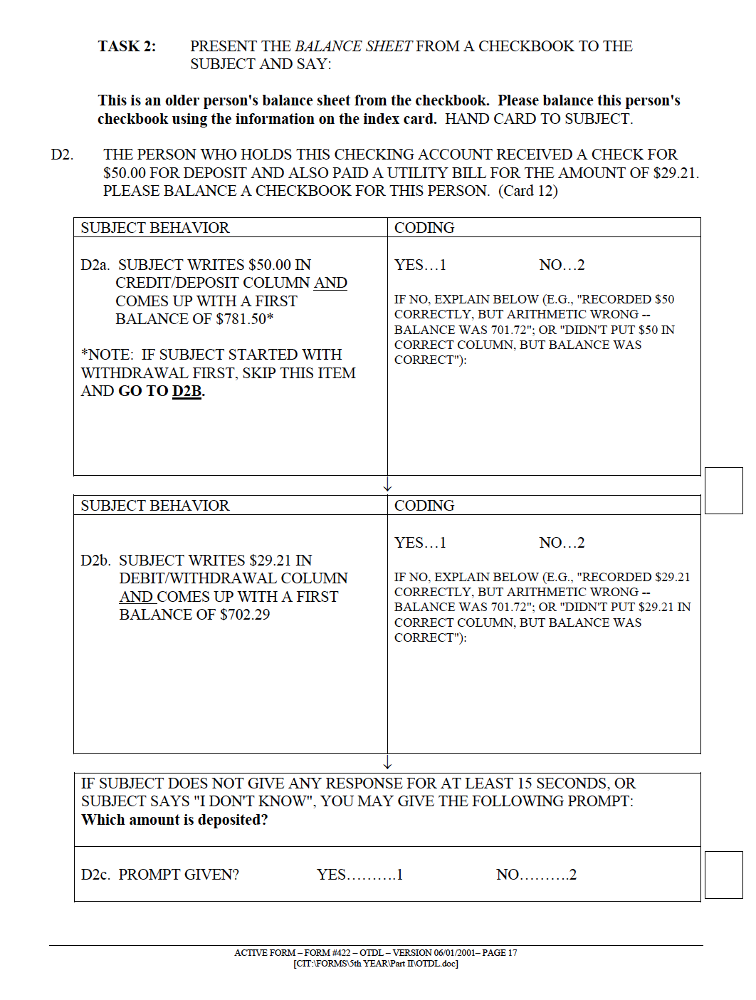 TASK 2: PRESENT THE BALANCE SHEET FROM A CHECKBOOK TO THE
SUBJECT AND SAY:
This is an older person's balance sheet from the checkbook. Please balance this person's
checkbook using the information on the index card. HAND CARD TO SUBJECT.
D2. THE PERSON WHO HOLDS THIS CHECKING ACCOUNT RECEIVED A CHECK FOR
$50.00 FOR DEPOSIT AND ALSO PAID A UTILITY BILL FOR THE AMOUNT OF $29.21.
PLEASE BALANCE A CHECKBOOK FOR THIS PERSON. (Card 12)
SUBJECT BEHAVIOR
D2a. SUBJECT WRITES $50.00 IN
CREDIT/DEPOSIT COLUMN AND
COMES UP WITH A FIRST
BALANCE OF $781.50*
*NOTE: IF SUBJECT STARTED WITH
WITHDRAWAL FIRST, SKIP THIS ITEM
AND GO TO D2B.
CODING
YES…1 NO…2
IF NO, EXPLAIN BELOW (E.G., "RECORDED $50
CORRECTLY, BUT ARITHMETIC WRONG --
BALANCE WAS 701.72"; OR "DIDN'T PUT $50 IN
CORRECT COLUMN, BUT BALANCE WAS
CORRECT"):
↓
SUBJECT BEHAVIOR
D2b. SUBJECT WRITES $29.21 IN
DEBIT/WITHDRAWAL COLUMN
AND COMES UP WITH A FIRST
BALANCE OF $702.29
CODING
YES…1 NO…2
IF NO, EXPLAIN BELOW (E.G., "RECORDED $29.21
CORRECTLY, BUT ARITHMETIC WRONG --
BALANCE WAS 701.72"; OR "DIDN'T PUT $29.21 IN
CORRECT COLUMN, BUT BALANCE WAS
CORRECT"):
↓
IF SUBJECT DOES NOT GIVE ANY RESPONSE FOR AT LEAST 15 SECONDS, OR
SUBJECT SAYS "I DON'T KNOW", YOU MAY GIVE THE FOLLOWING PROMPT:
Which amount is deposited?
D2c. PROMPT GIVEN? YES……….1 NO……….2
ACTIVE FORM – FORM #422 – OTDL – VERSION 06/01/2001– PAGE 17
[CIT:\FORMS\5th YEAR\Part II\OTDL.doc]